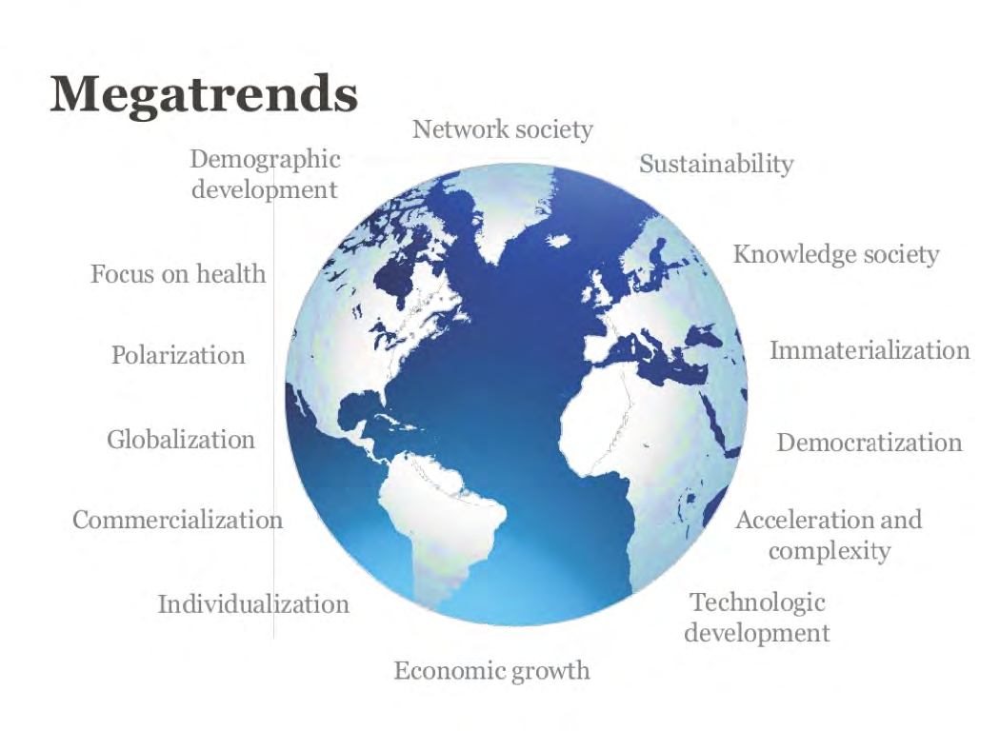 Megatrends
Network society
Demographic
development
Sustainability
Knowledge society
Focus on health
Immaterialization
Polarization
Globalization
Democratization
Commercialization
Acceleration and
complexity
Individualization
Technologic
development
Economic growth